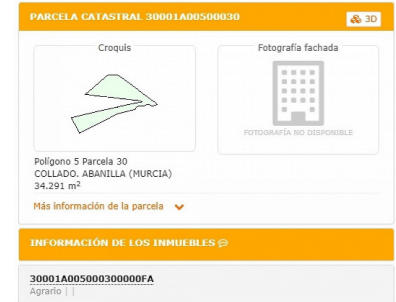 PARCELA CATASTRAL 30001A00500030
3D
Croquis
Fotografía fachada
FOTOGRAFÍA NO DISPONIBLE
Polígono 5 Parcela 30
COLLADO. ABANILLA (MURCIA)
34.291 m²
Más información de la parcela
INFORMACIÓN DE LOS INMUEBLES
30001A005000300000FA
Agrario | |